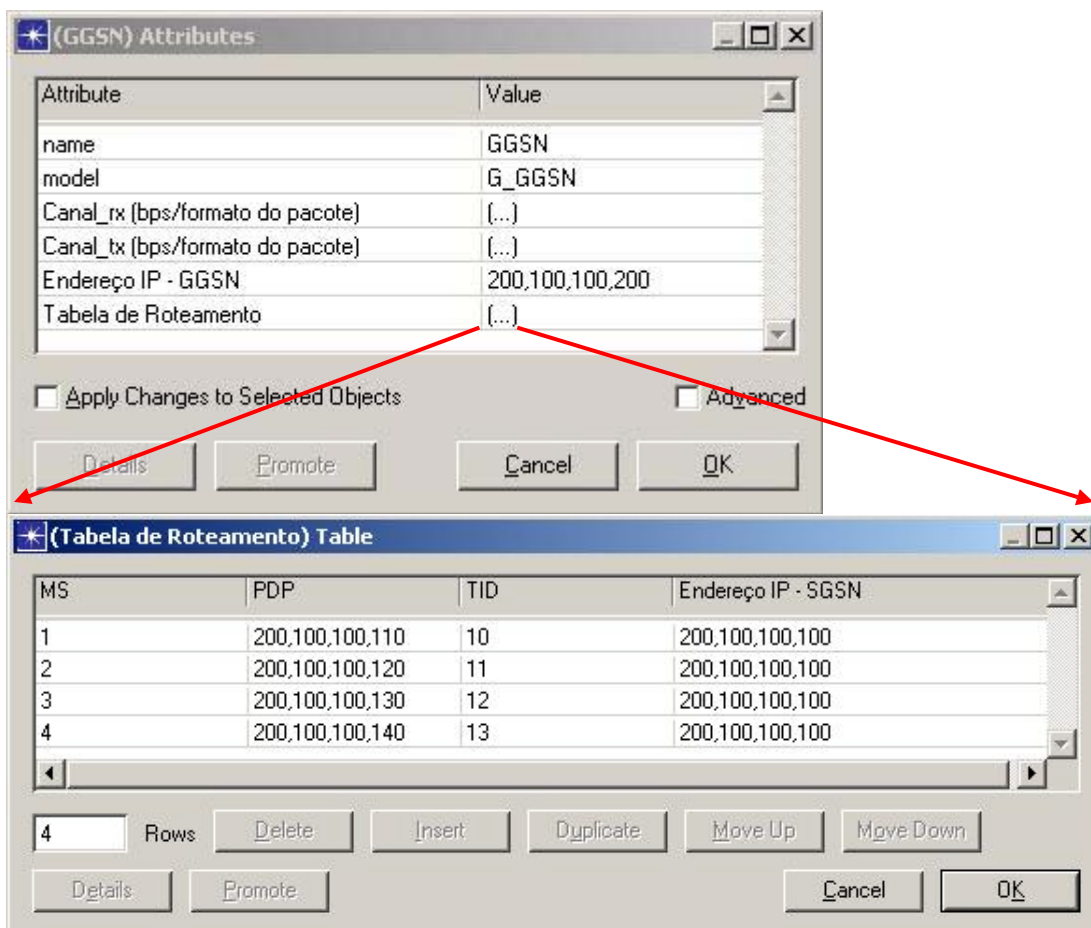 (GGSN) Attributes
Attribute Value
name GGSN
model G_GGSN
Canal_rx (bps/formato do pacote) (...)
Canal_tx (bps/formato do pacote) (...)
Endereço IP - GGSN 200,100,100,200
Tabela de Roteamento (...)
Apply Changes to Selected Objects Advanced
Details Promote Cancel OK
(Tabela de Roteamento) Table
MS PDP TID Endereço IP - SGSN
1 200,100,100,110 10 200,100,100,100
2 200,100,100,120 11 200,100,100,100
3 200,100,100,130 12 200,100,100,100
4 200,100,100,140 13 200,100,100,100
4 Rows Delete Insert Duplicate Move Up Move Down
Details Promote Cancel OK